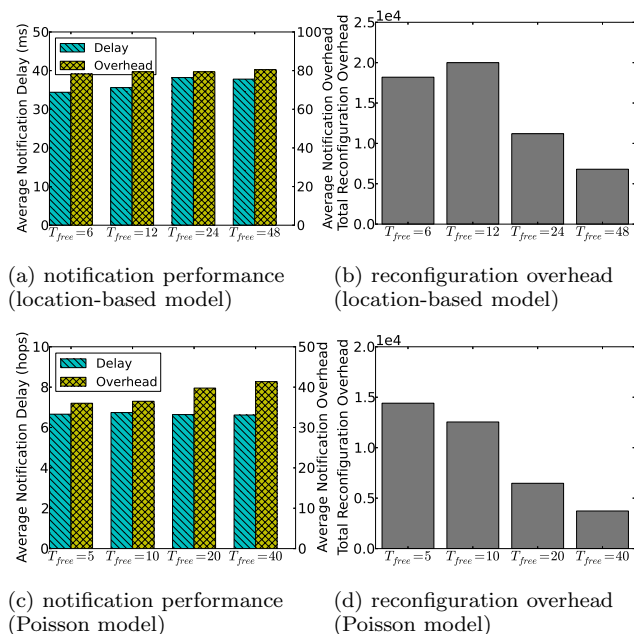 50
40
30
20
10
0
Average Notification Delay (ms)
Delay
Overhead
100
80
60
40
20
0
Average Notification Overhead
T_free=6 T_free=12 T_free=24 T_free=48
1e4
2.5
2.0
1.5
1.0
0.5
0.0
Total Reconfiguration Overhead
T_free=6 T_free=12 T_free=24 T_free=48
(a) notification performance
(location-based model)
(b) reconfiguration overhead
(location-based model)
10
8
6
4
2
0
Average Notification Delay (hops)
Delay
Overhead
50
40
30
20
10
0
Average Notification Overhead
T_free=5 T_free=10 T_free=20 T_free=40
1e4
2.0
1.5
1.0
0.5
0.0
Total Reconfiguration Overhead
T_free=5 T_free=10 T_free=20 T_free=40
(c) notification performance
(Poisson model)
(d) reconfiguration overhead
(Poisson model)